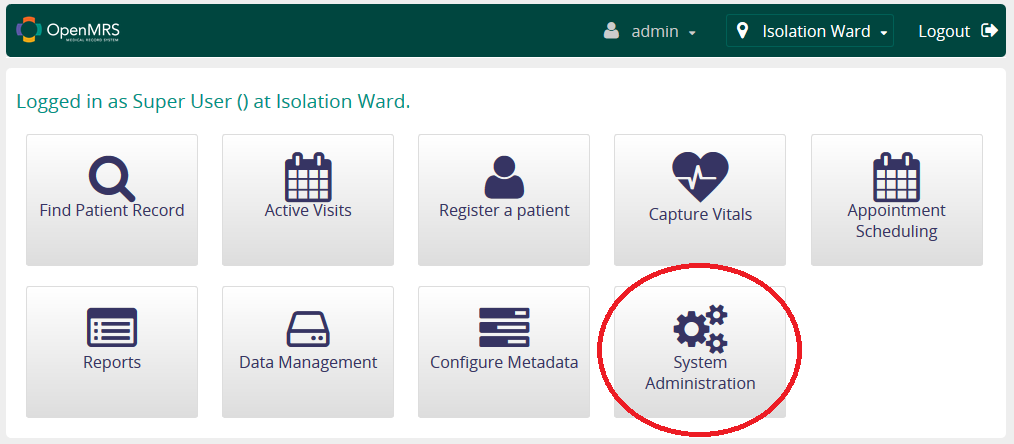 OpenMRS
MEDICAL RECORD SYSTEM
admin
Isolation Ward
Logout
Logged in as Super User () at Isolation Ward.
Find Patient Record
Active Visits
Register a patient
Capture Vitals
Appointment
Scheduling
Reports
Data Management
Configure Metadata
System
Administration